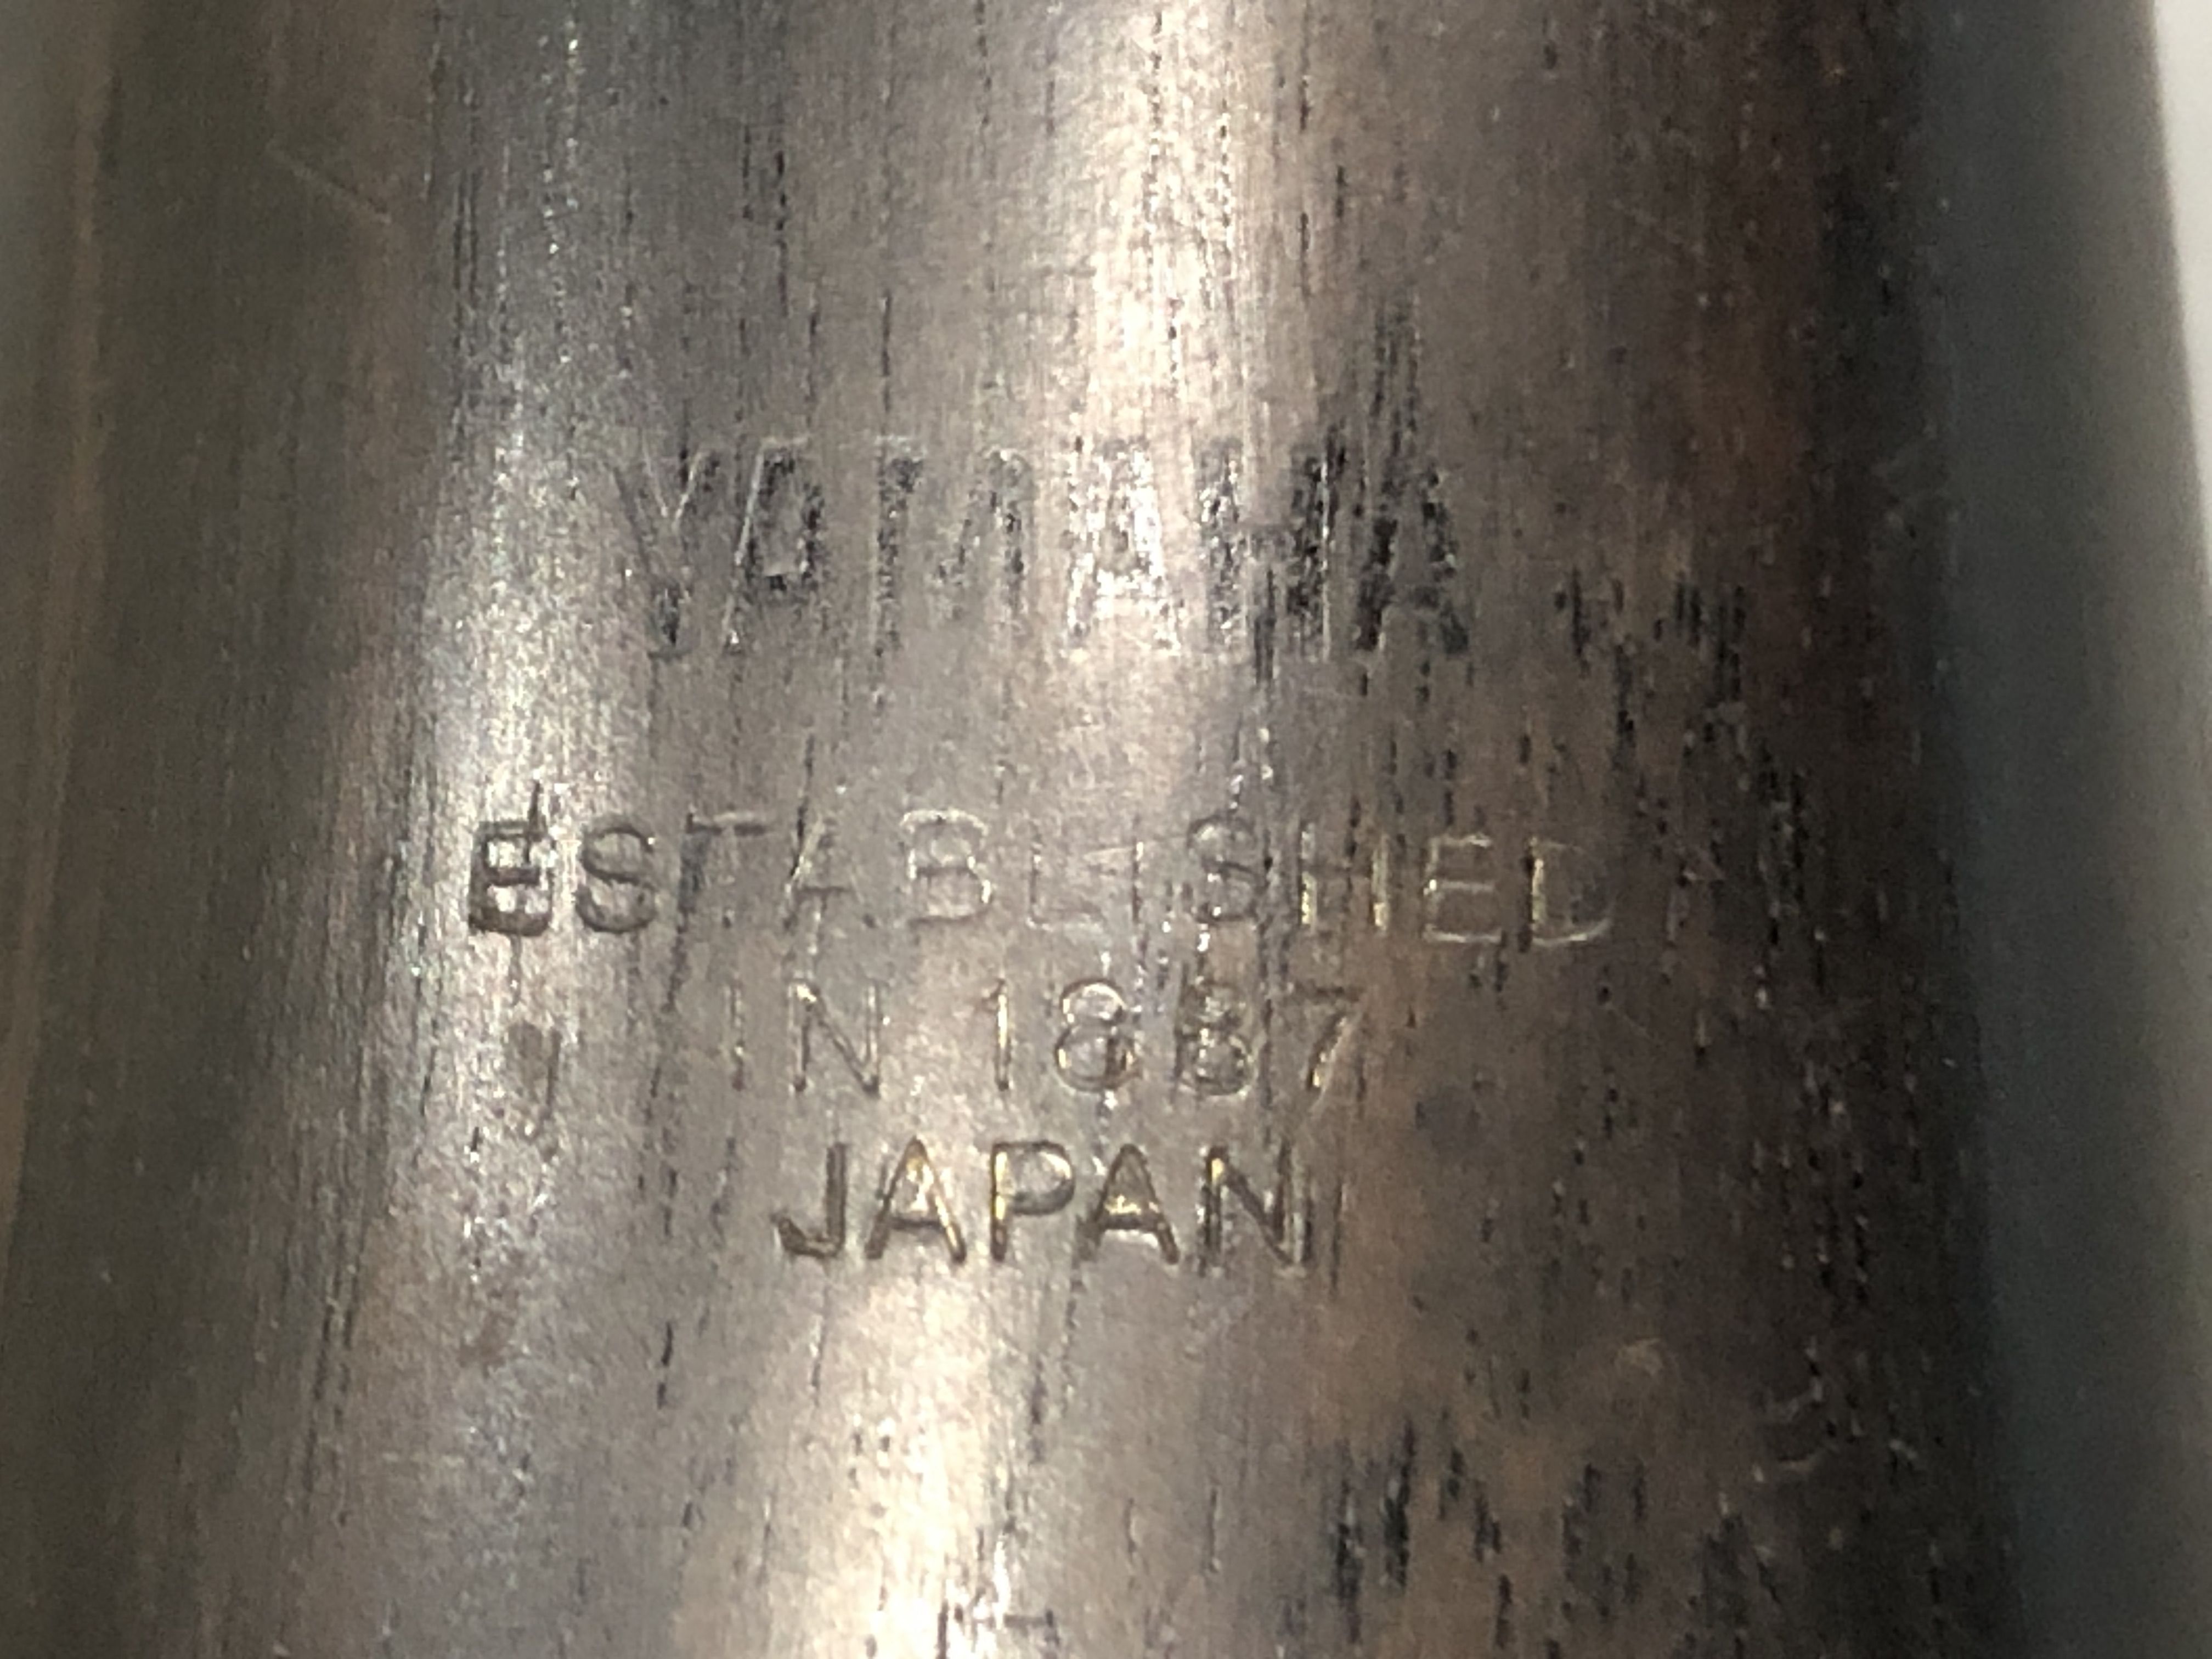 YAMAHA
ESTABLISHED
IN 1887
JAPAN